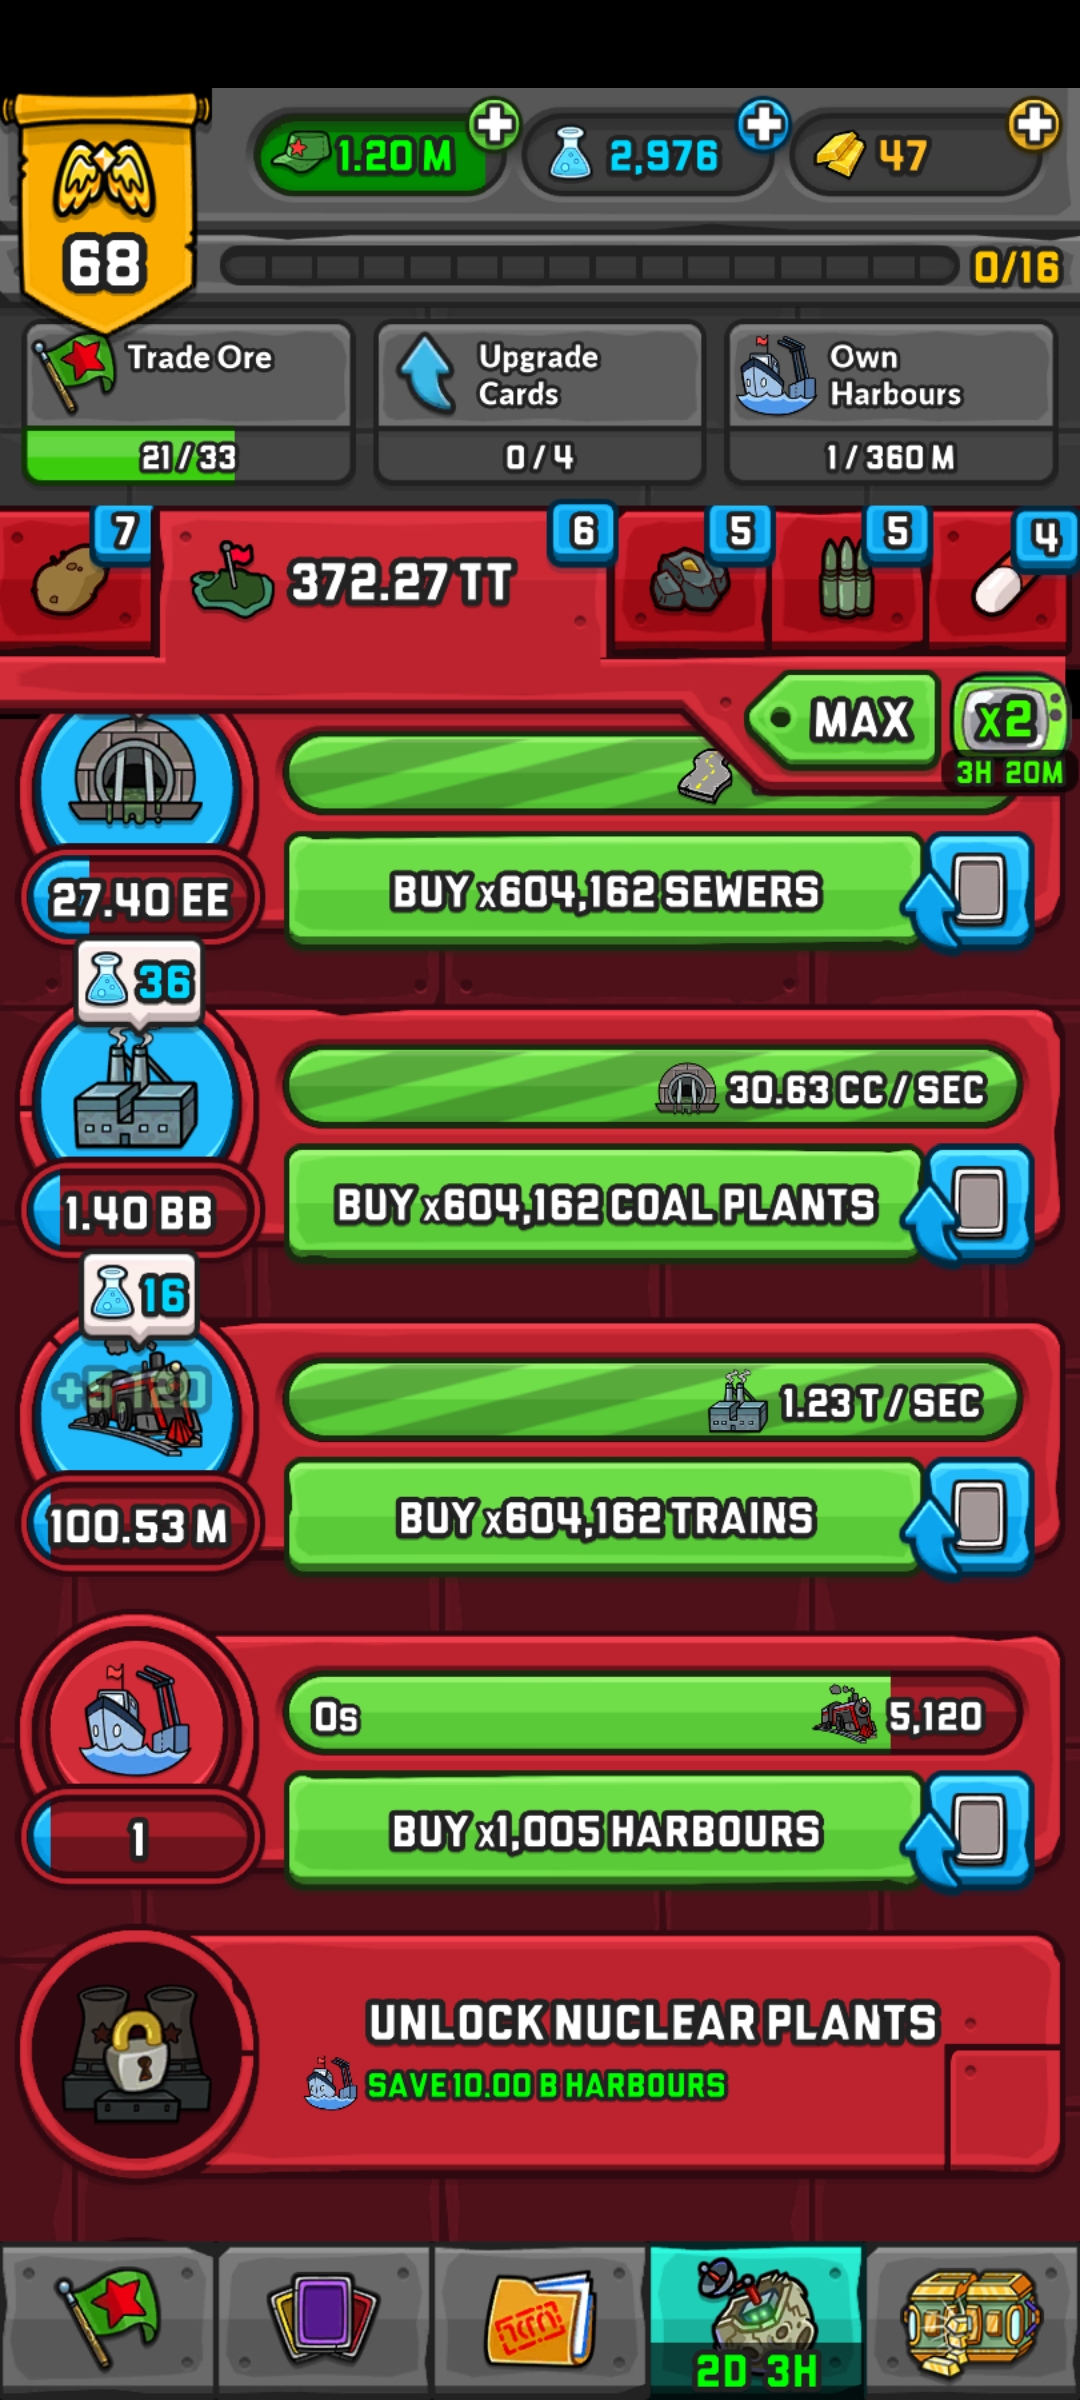 1.20 M
2,976
47
68
0/16
Trade Ore
21/33
Upgrade
Cards
0/4
Own
Harbours
1/360 M
7
372.27 TT
6
5
5
4
MAX
x2
3H 20M
27.40 EE
BUY x604,162 SEWERS
36
30.63 CC / SEC
1.40 BB
BUY x604,162 COAL PLANTS
16
1.23 T / SEC
100.53 M
BUY x604,162 TRAINS
0s
5,120
1
BUY x1,005 HARBOURS
UNLOCK NUCLEAR PLANTS
SAVE 10.00 B HARBOURS
2D 3H